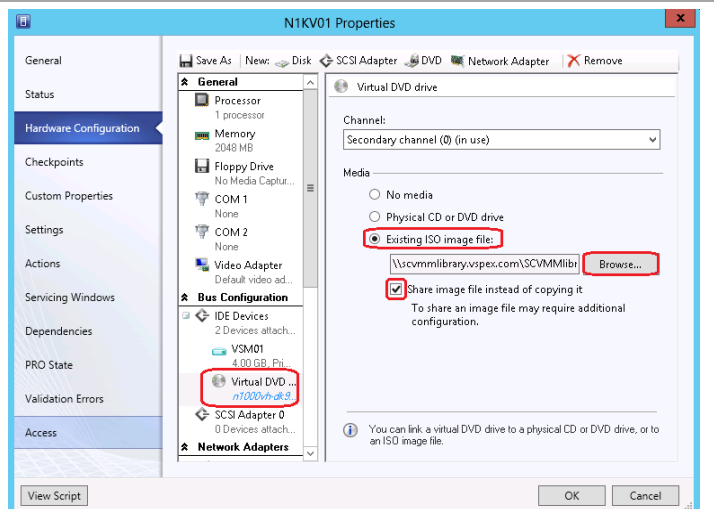 N1KV01 Properties
x
General
Status
Hardware Configuration
Checkpoints
Custom Properties
Settings
Actions
Servicing Windows
Dependencies
PRO State
Validation Errors
Access
Save As New: Disk SCSI Adapter DVD Network Adapter Remove
General
Processor
1 processor
Memory
2048 MB
Floppy Drive
No Media Captur...
COM 1
None
COM 2
None
Video Adapter
Default video ad...
Bus Configuration
IDE Devices
2 Devices attach...
VSM01
4.00 GB, Pri...
Virtual DVD ...
n1000vh-dk9...
SCSI Adapter 0
0 Devices attach...
Network Adapters
Virtual DVD drive
Channel:
Secondary channel (0) (in use)
Media
No media
Physical CD or DVD drive
Existing ISO image file:
\\scvmmlibrary.vspex.com\SCVMMlibr
Browse...
Share image file instead of copying it
To share an image file may require additional
configuration.
You can link a virtual DVD drive to a physical CD or DVD drive, or to
an ISO image file.
View Script
OK
Cancel